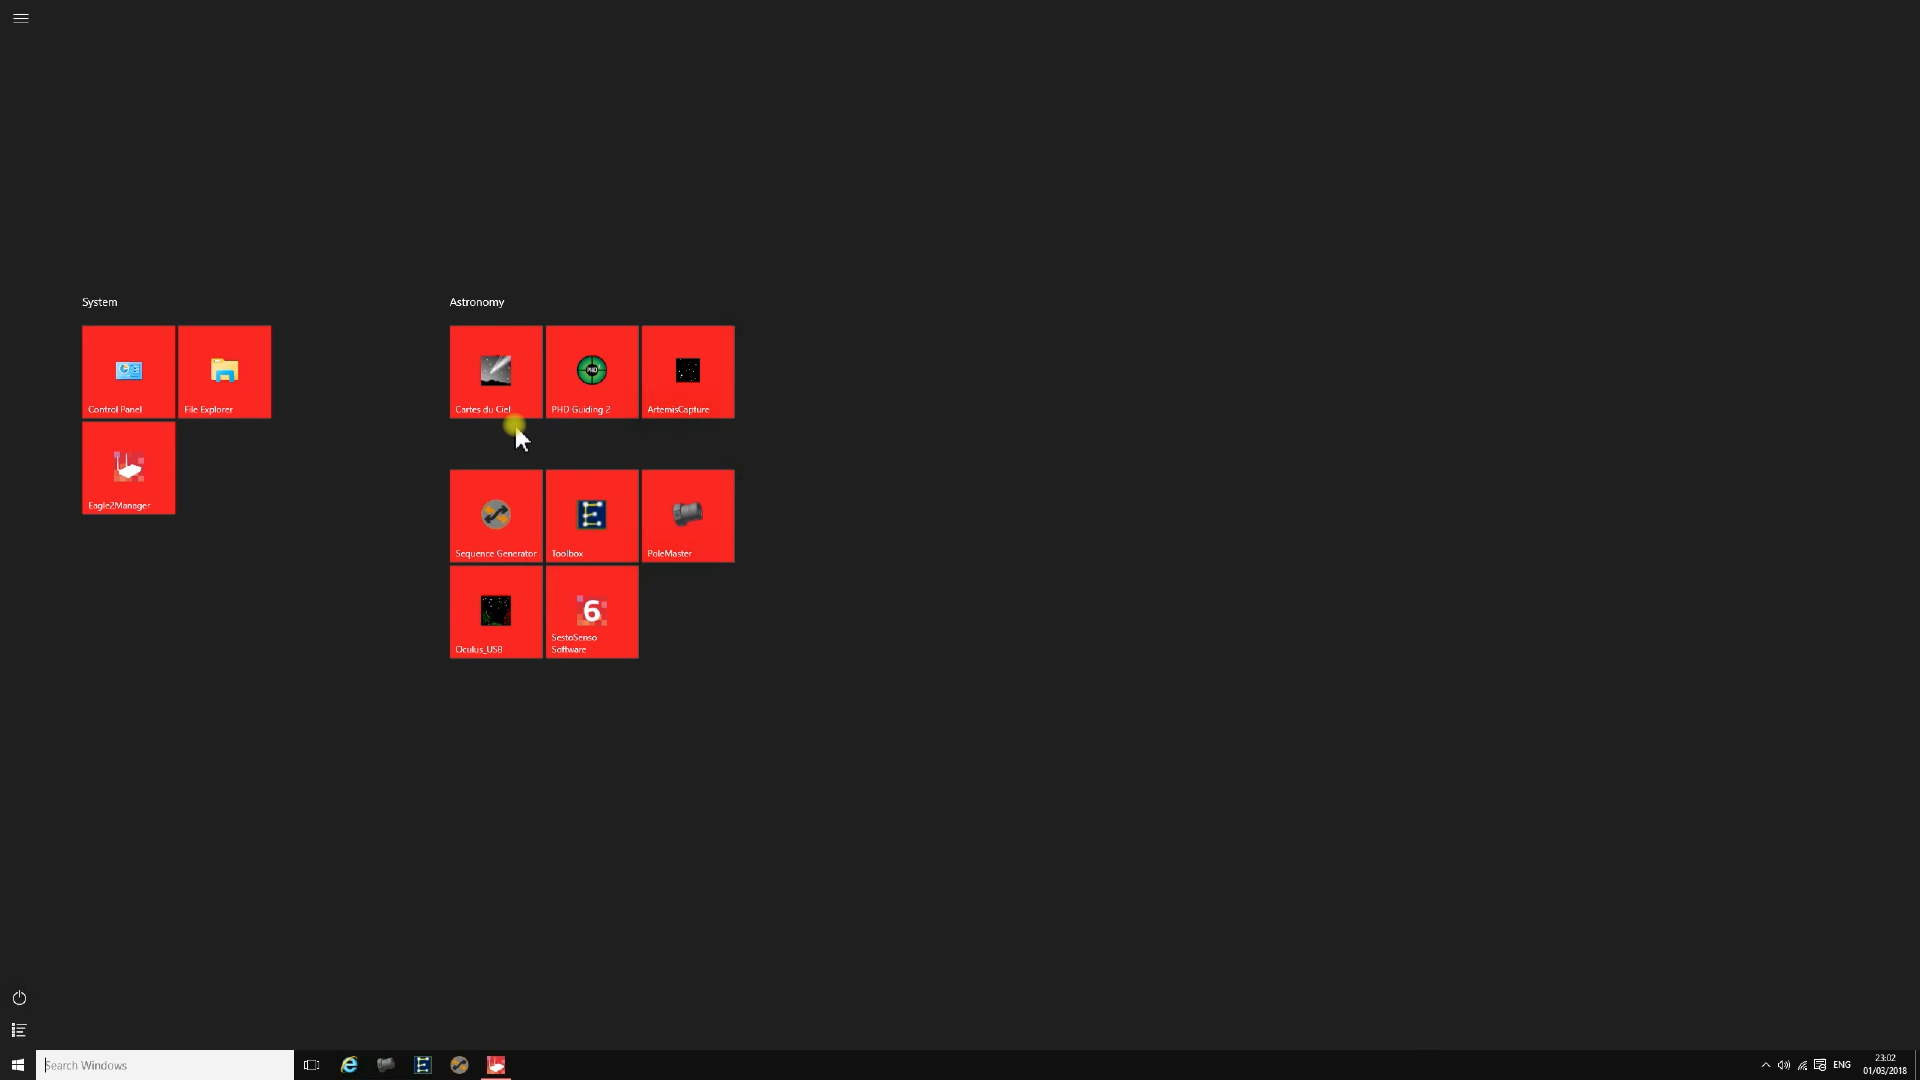 System
Astronomy
Control Panel
File Explorer
Cartes du Ciel
PHD
PHD Guiding 2
ArtemisCapture
Eagle2Manager
Sequence Generator
E
Toolbox
PoleMaster
Oculus_USB
6
SestoSenso
Software
Search Windows
E
ENG
23:02
01/03/2018